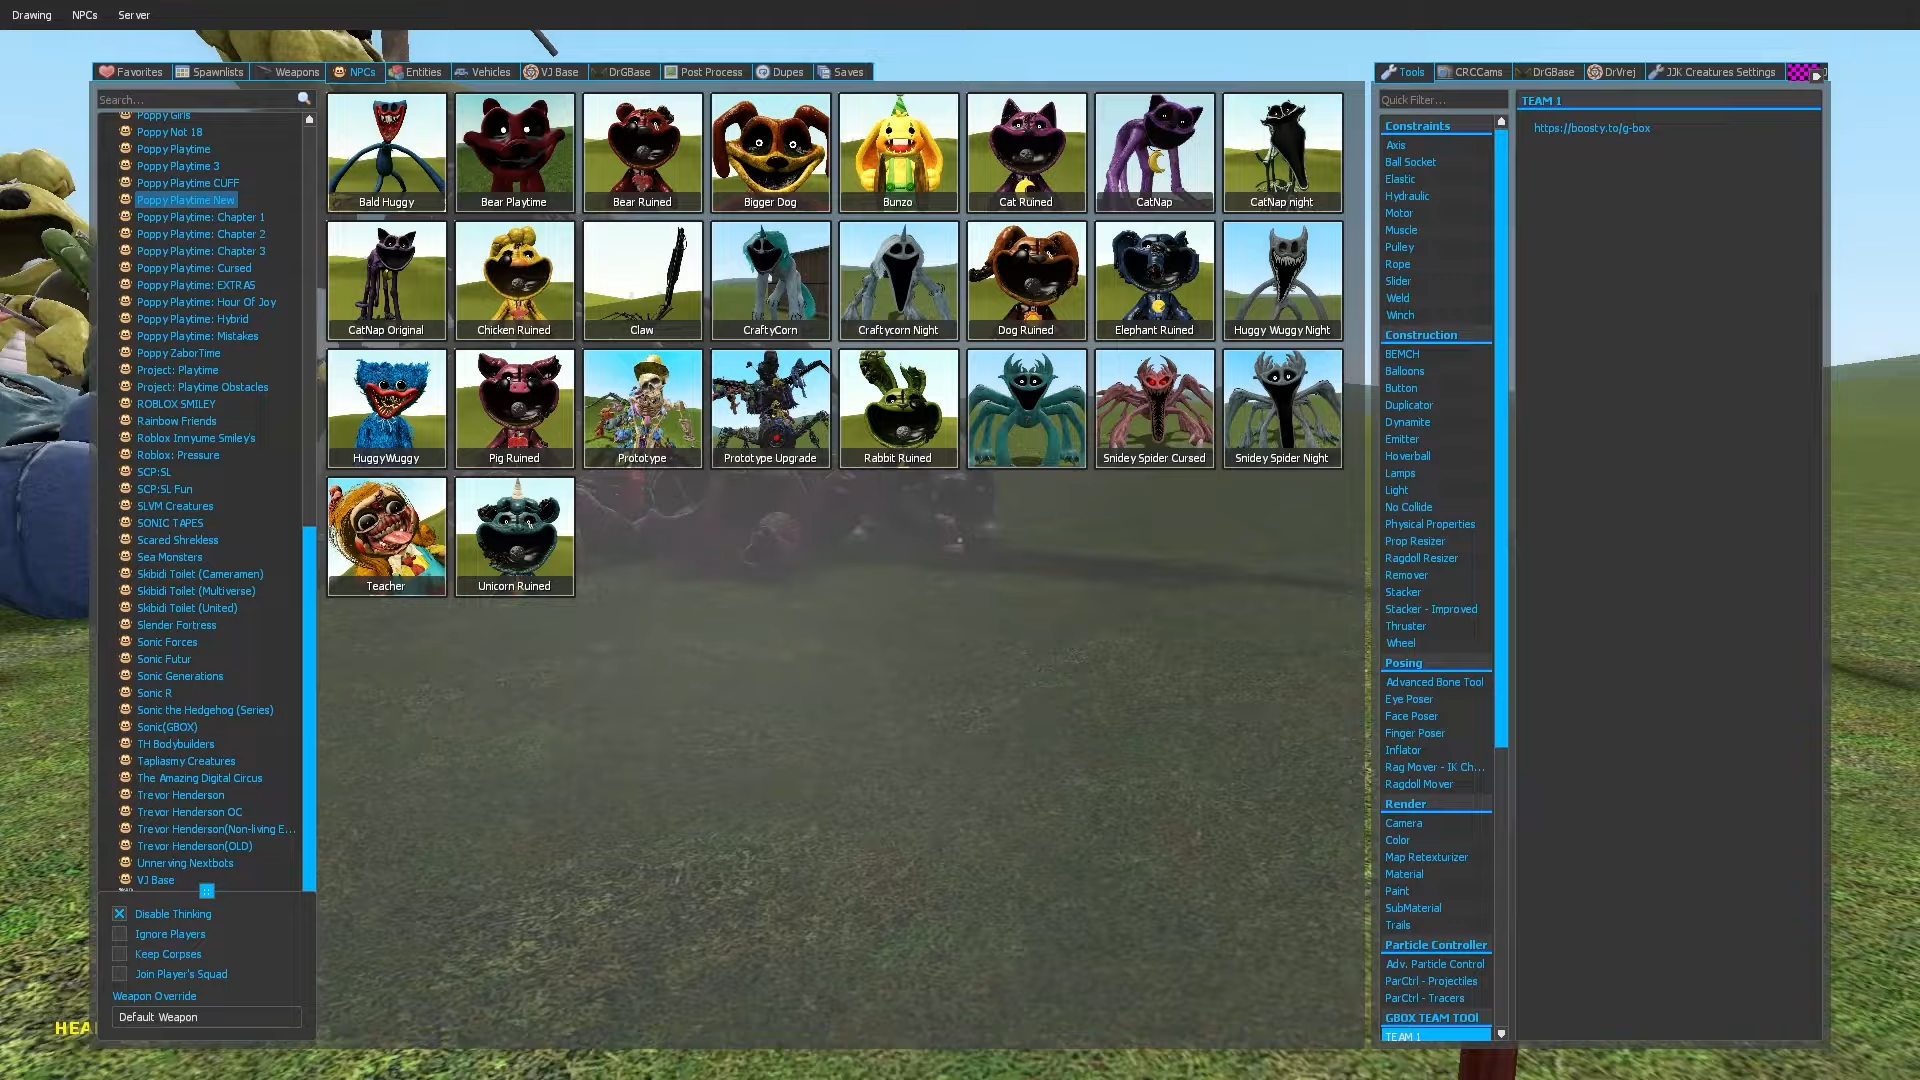 Drawing NPCs Server
Favorites Spawnlists Weapons NPCs Entities Vehicles VJ Base DrGBase Post Process Dupes Saves
Search...
Poppy Girls
Poppy Not 18
Poppy Playtime
Poppy Playtime 3
Poppy Playtime CUFF
Poppy Playtime New
Poppy Playtime: Chapter 1
Poppy Playtime: Chapter 2
Poppy Playtime: Chapter 3
Poppy Playtime: Cursed
Poppy Playtime: EXTRAS
Poppy Playtime: Hour Of Joy
Poppy Playtime: Hybrid
Poppy Playtime: Mistakes
Poppy ZaborTime
Project: Playtime
Project: Playtime Obstacles
ROBLOX SMILEY
Rainbow Friends
Roblox Innyume Smiley's
Roblox: Pressure
SCP:SL
SCP:SL Fun
SLVM Creatures
SONIC TAPES
Scared Shrekless
Sea Monsters
Skibidi Toilet (Cameramen)
Skibidi Toilet (Multiverse)
Skibidi Toilet (United)
Slender Fortress
Sonic Forces
Sonic Futur
Sonic Generations
Sonic R
Sonic the Hedgehog (Series)
Sonic(GBOX)
TH Bodybuilders
Tapliasmy Creatures
The Amazing Digital Circus
Trevor Henderson
Trevor Henderson OC
Trevor Henderson(Non-living E...
Trevor Henderson(OLD)
Unnerving Nextbots
VJ Base
Disable Thinking
Ignore Players
Keep Corpses
Join Player's Squad
Weapon Override
Default Weapon
HEA
Bald Huggy Bear Playtime Bear Ruined Bigger Dog Bunzo Cat Ruined CatNap CatNap night
CatNap Original Chicken Ruined Claw CraftyCorn Craftycorn Night Dog Ruined Elephant Ruined Huggy Wuggy Night
HuggyWuggy Pig Ruined Prototype Prototype Upgrade Rabbit Ruined Snidey Spider Cursed Snidey Spider Night
Teacher Unicorn Ruined
Tools CRCCams DrGBase DrVrej JJK Creatures Settings
Quick Filter...
Constraints
Axis
Ball Socket
Elastic
Hydraulic
Motor
Muscle
Pulley
Rope
Slider
Weld
Winch
Construction
BEMCH
Balloons
Button
Duplicator
Dynamite
Emitter
Hoverball
Lamps
Light
No Collide
Physical Properties
Prop Resizer
Ragdoll Resizer
Remover
Stacker
Stacker - Improved
Thruster
Wheel
Posing
Advanced Bone Tool
Eye Poser
Face Poser
Finger Poser
Inflator
Rag Mover - IK Ch...
Ragdoll Mover
Render
Camera
Color
Map Retexturizer
Material
Paint
SubMaterial
Trails
Particle Controller
Adv. Particle Control
ParCtrl - Projectiles
ParCtrl - Tracers
GBOX TEAM TOOl
TEAM 1
TEAM 1
https://boosty.to/g-box